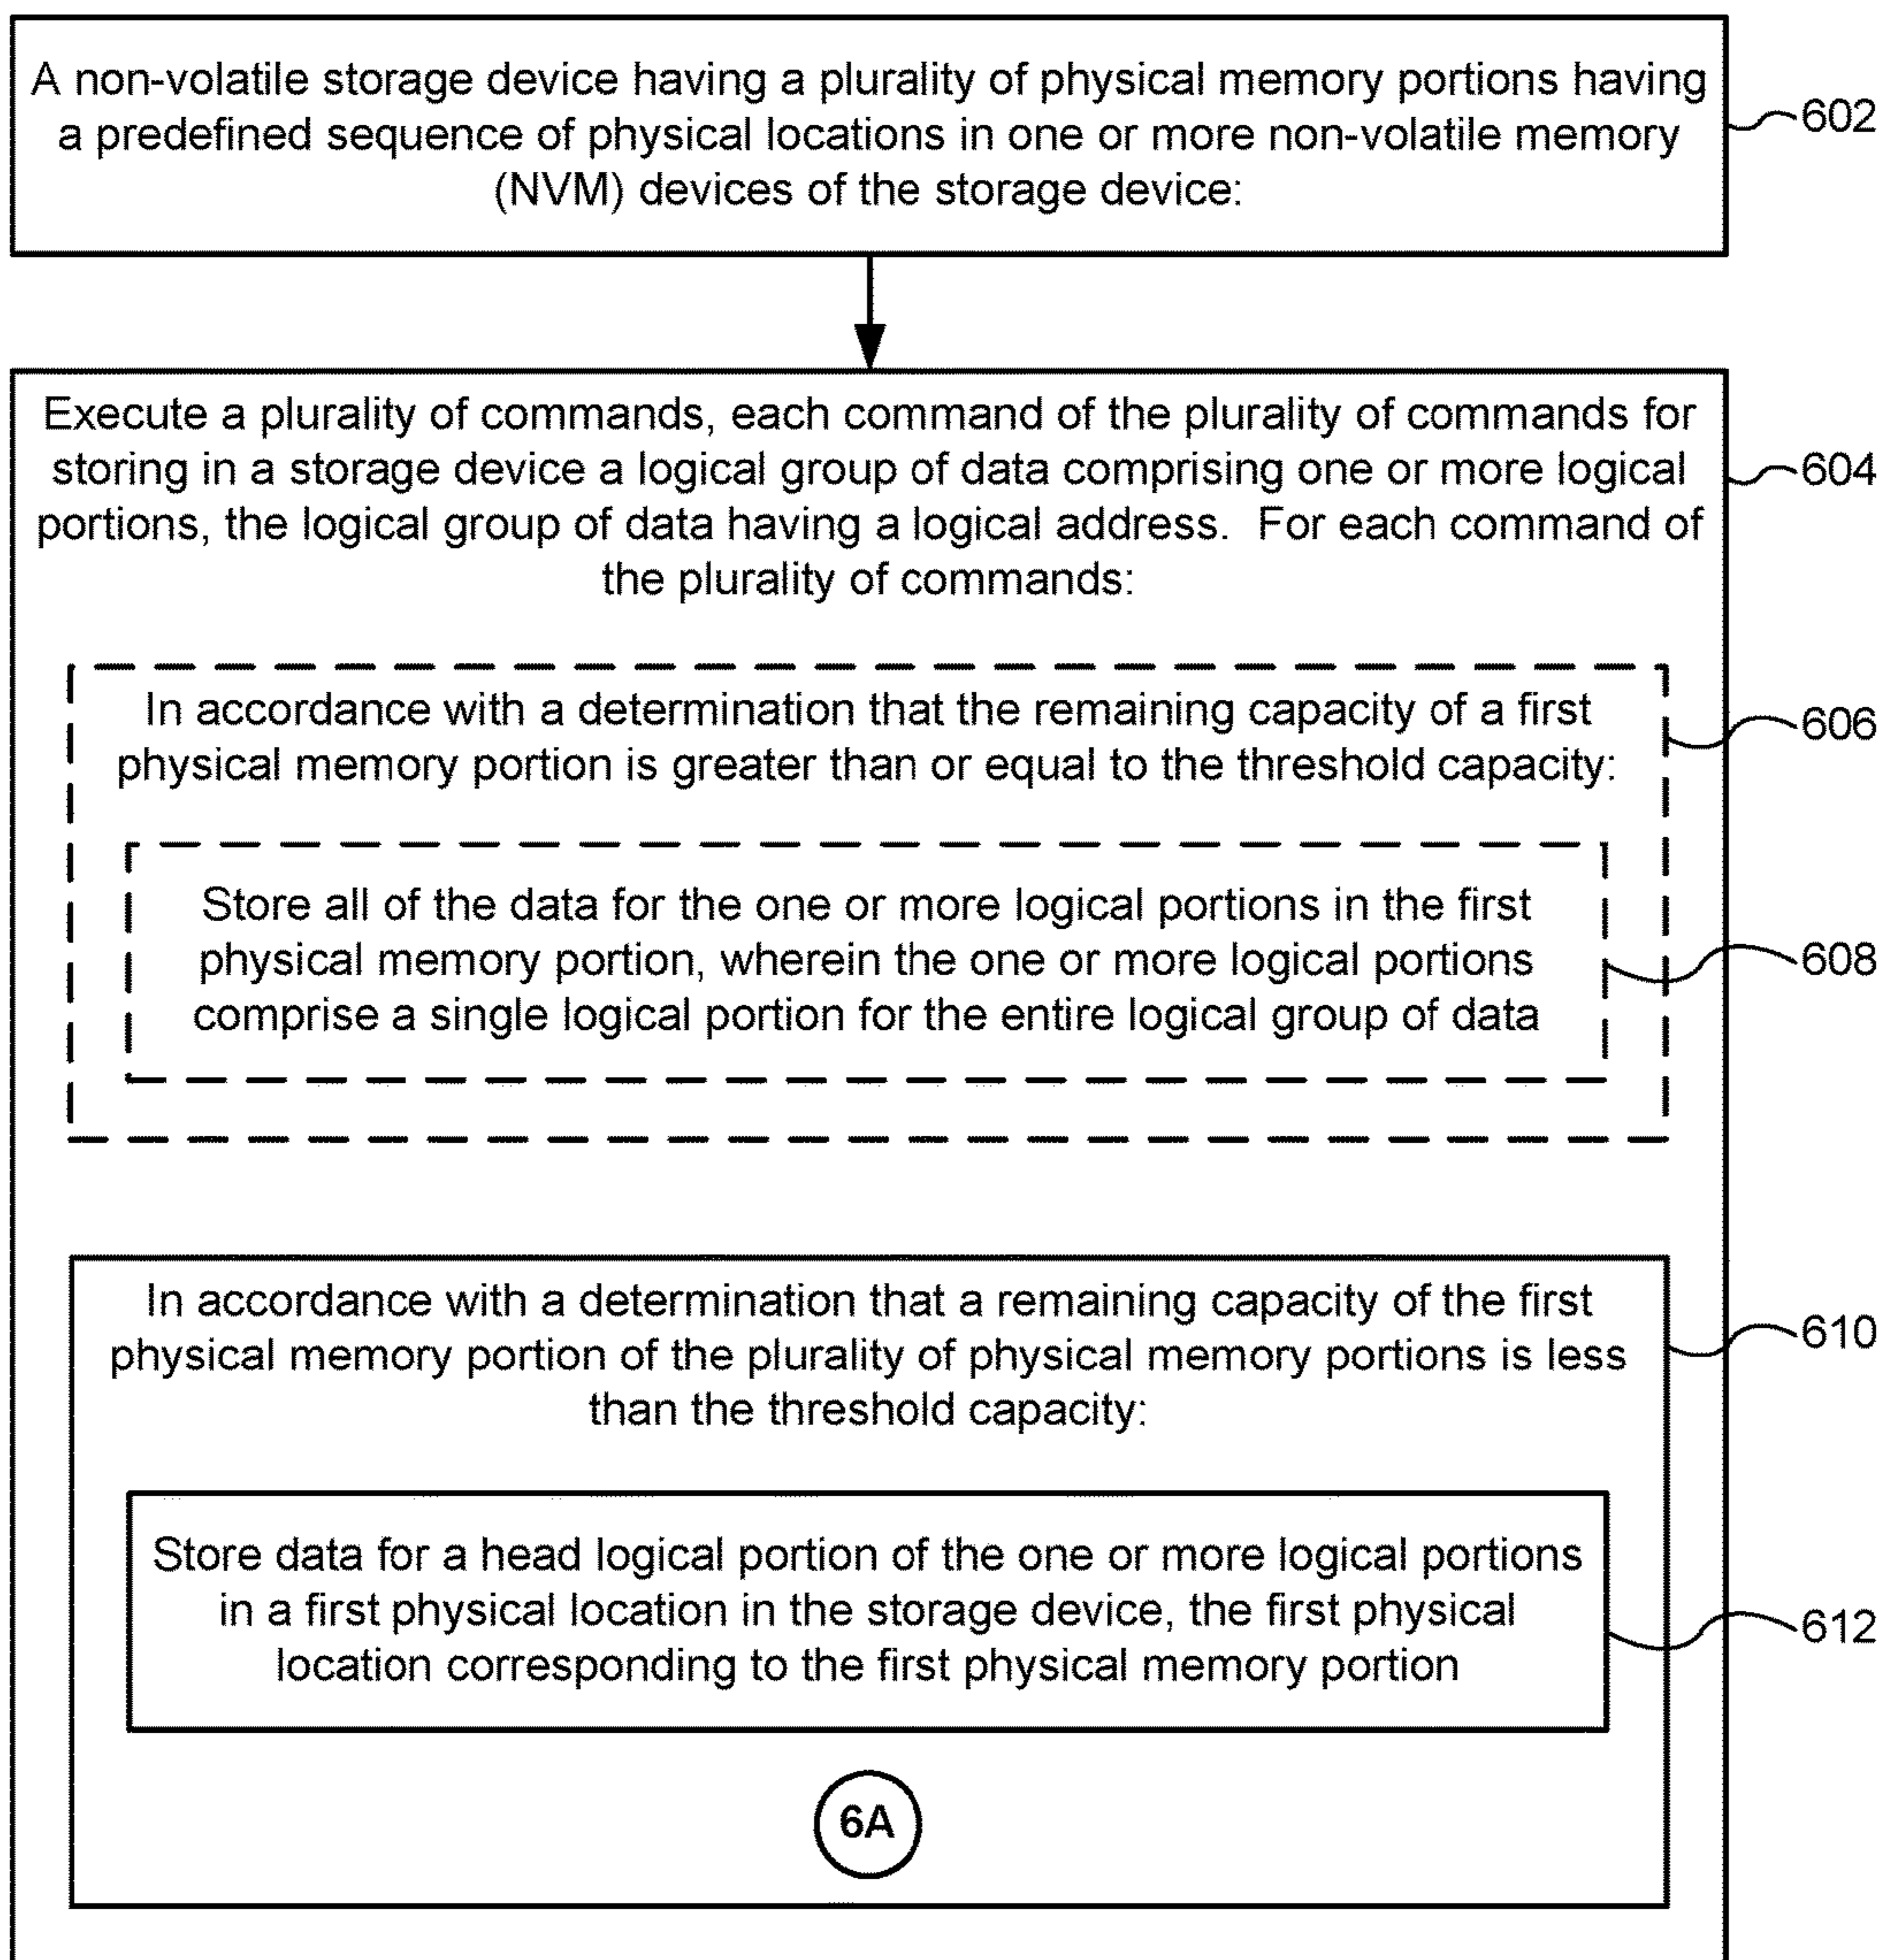 A non-volatile storage device having a plurality of physical memory portions having
a predefined sequence of physical locations in one or more non-volatile memory
(NVM) devices of the storage device:
602
Execute a plurality of commands, each command of the plurality of commands for
storing in a storage device a logical group of data comprising one or more logical
portions, the logical group of data having a logical address.  For each command of
the plurality of commands:
604
In accordance with a determination that the remaining capacity of a first
physical memory portion is greater than or equal to the threshold capacity:
606
Store all of the data for the one or more logical portions in the first
physical memory portion, wherein the one or more logical portions
comprise a single logical portion for the entire logical group of data
608
In accordance with a determination that a remaining capacity of the first
physical memory portion of the plurality of physical memory portions is less
than the threshold capacity:
610
Store data for a head logical portion of the one or more logical portions
in a first physical location in the storage device, the first physical
location corresponding to the first physical memory portion
612
6A